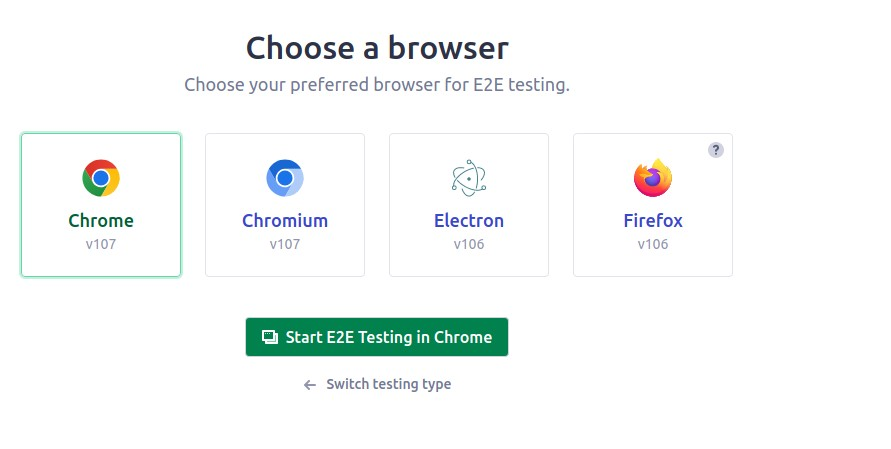 Choose a browser
Choose your preferred browser for E2E testing.
?
Chrome
v107
Chromium
v107
Electron
v106
Firefox
v106
Start E2E Testing in Chrome
← Switch testing type